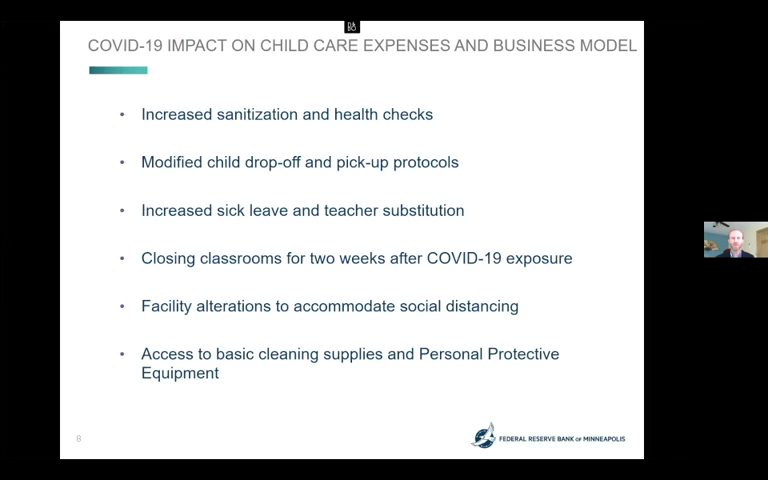 COVID-19 IMPACT ON CHILD CARE EXPENSES AND BUSINESS MODEL
• Increased sanitization and health checks
• Modified child drop-off and pick-up protocols
• Increased sick leave and teacher substitution
• Closing classrooms for two weeks after COVID-19 exposure
• Facility alterations to accommodate social distancing
• Access to basic cleaning supplies and Personal Protective
Equipment
8
FEDERAL RESERVE BANK OF MINNEAPOLIS